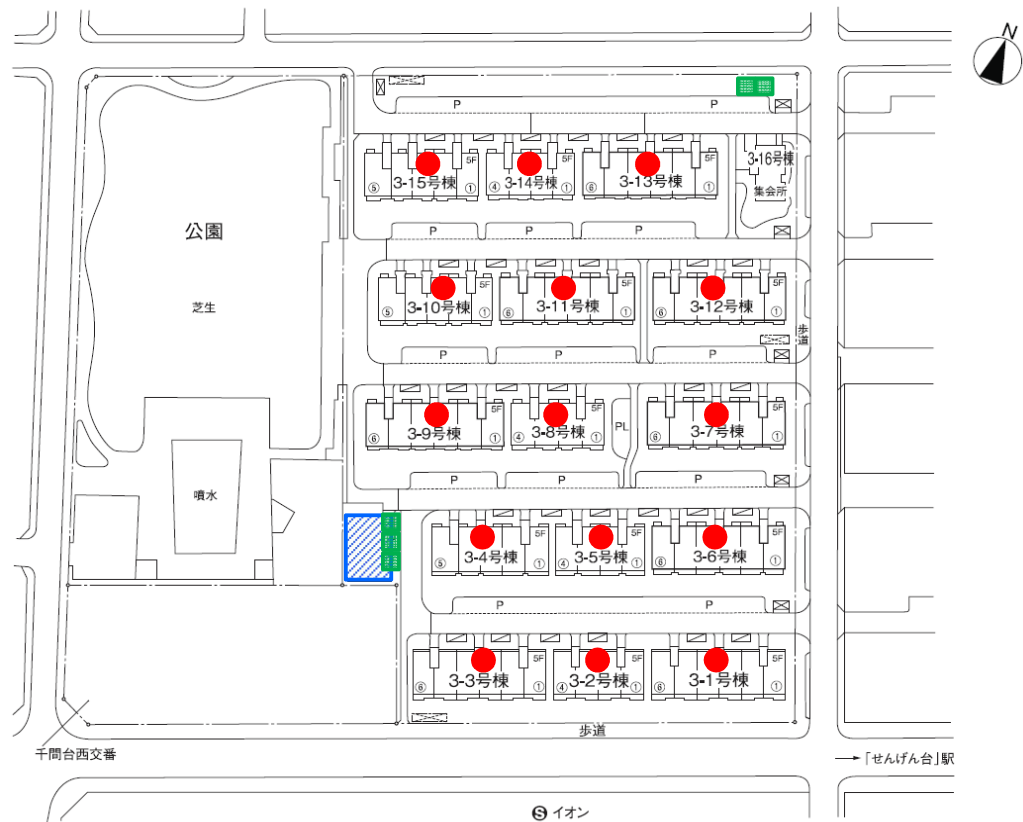 N
P
P
5F
5F
3-16号棟
3-15号棟
3-14号棟
3-13号棟
⑤
①
④
①
⑥
①
集会所
公園
P
P
P
5F
5F
5F
芝生
3-10号棟
3-11号棟
3-12号棟
⑤
①
⑥
①
⑥
①
歩道
P
P
P
5F
5F
5F
3-9号棟
3-8号棟
PL
3-7号棟
⑥
①
④
①
⑥
①
P
P
P
噴水
5F
5F
5F
3-4号棟
3-5号棟
3-6号棟
⑤
①
④
①
⑥
①
P
P
5F
5F
5F
3-3号棟
3-2号棟
3-1号棟
⑥
①
④
①
⑥
①
歩道
千間台西交番
→「せんげん台」駅
S イオン